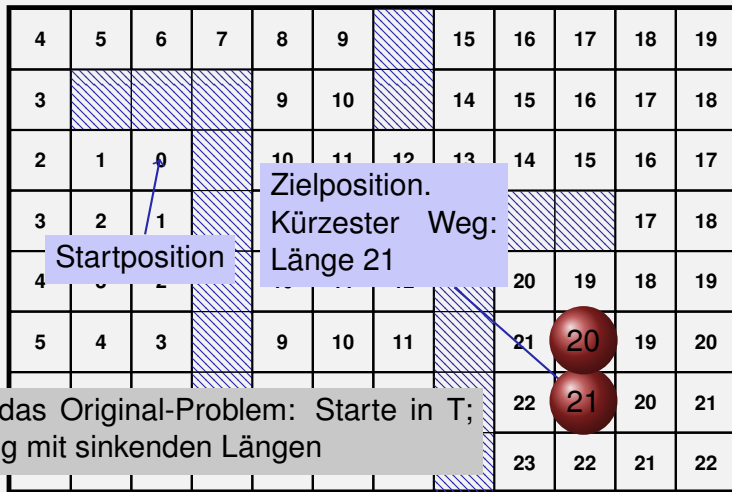 4 5 6 7 8 9 15 16 17 18 19
3 9 10 14 15 16 17 18
2 1 0 10 11 12 13 14 15 16 17
Zielposition.
Kürzester Weg:
Länge 21
3 2 1 17 18
Startposition
4 20 19 18 19
5 4 3 9 10 11 21 20 19 20
22 21 20 21
das Original-Problem: Starte in T;
g mit sinkenden Längen
23 22 21 22